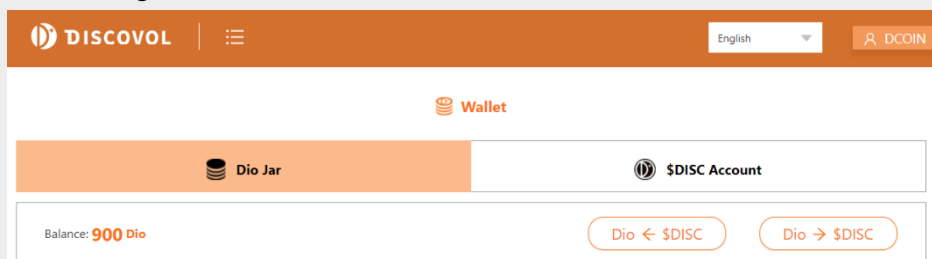 DISCOVOL
English
DCOIN
Wallet
Dio Jar
$DISC Account
Balance: 900 Dio
Dio ← $DISC
Dio → $DISC